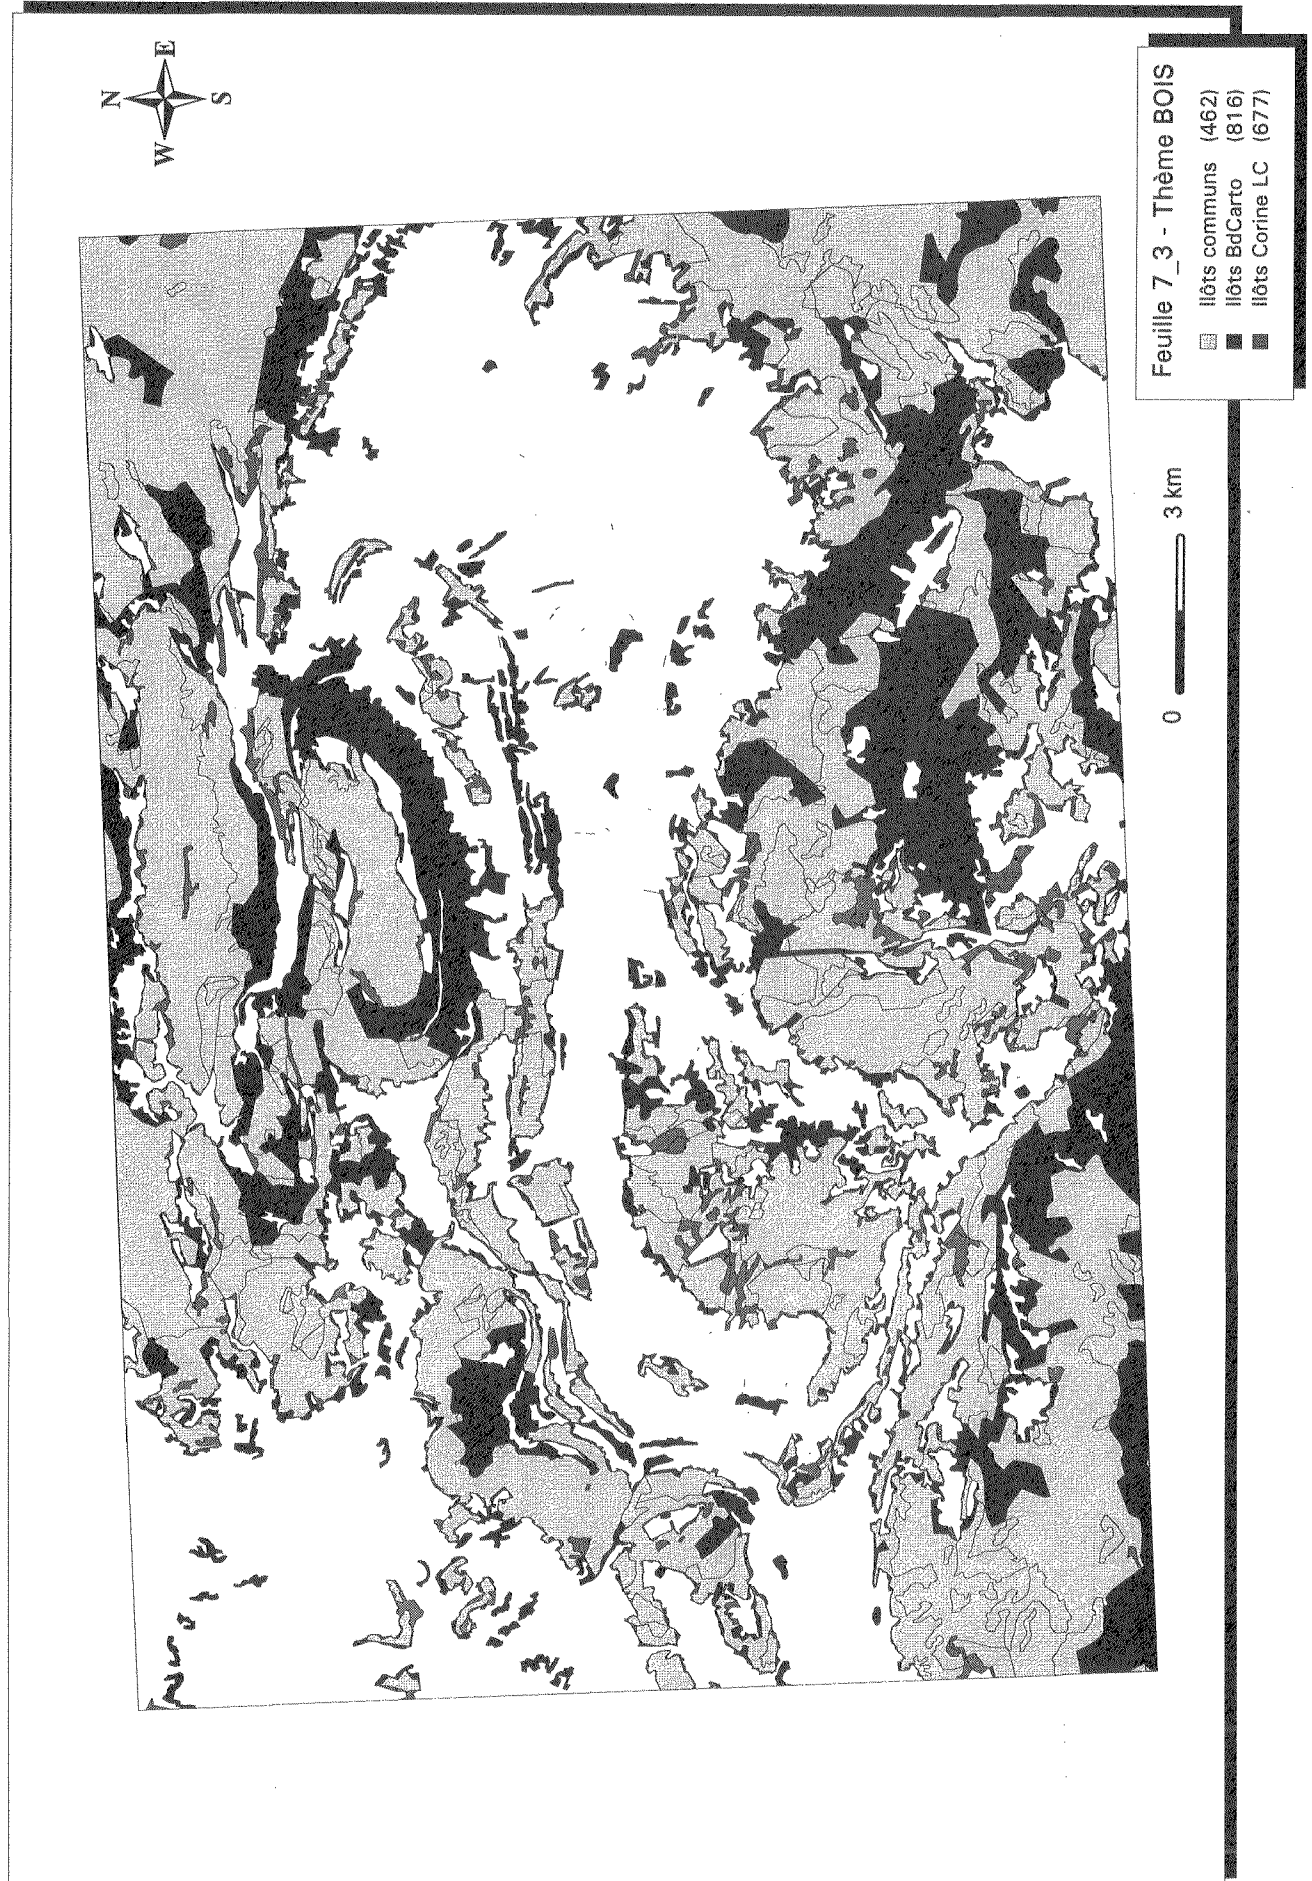 N
W
E
S
Feuille 7_3 - Thème BOIS
Ilôts communs (462)
Ilôts BdCarto (816)
Ilôts Corine LC (677)
0 3 km